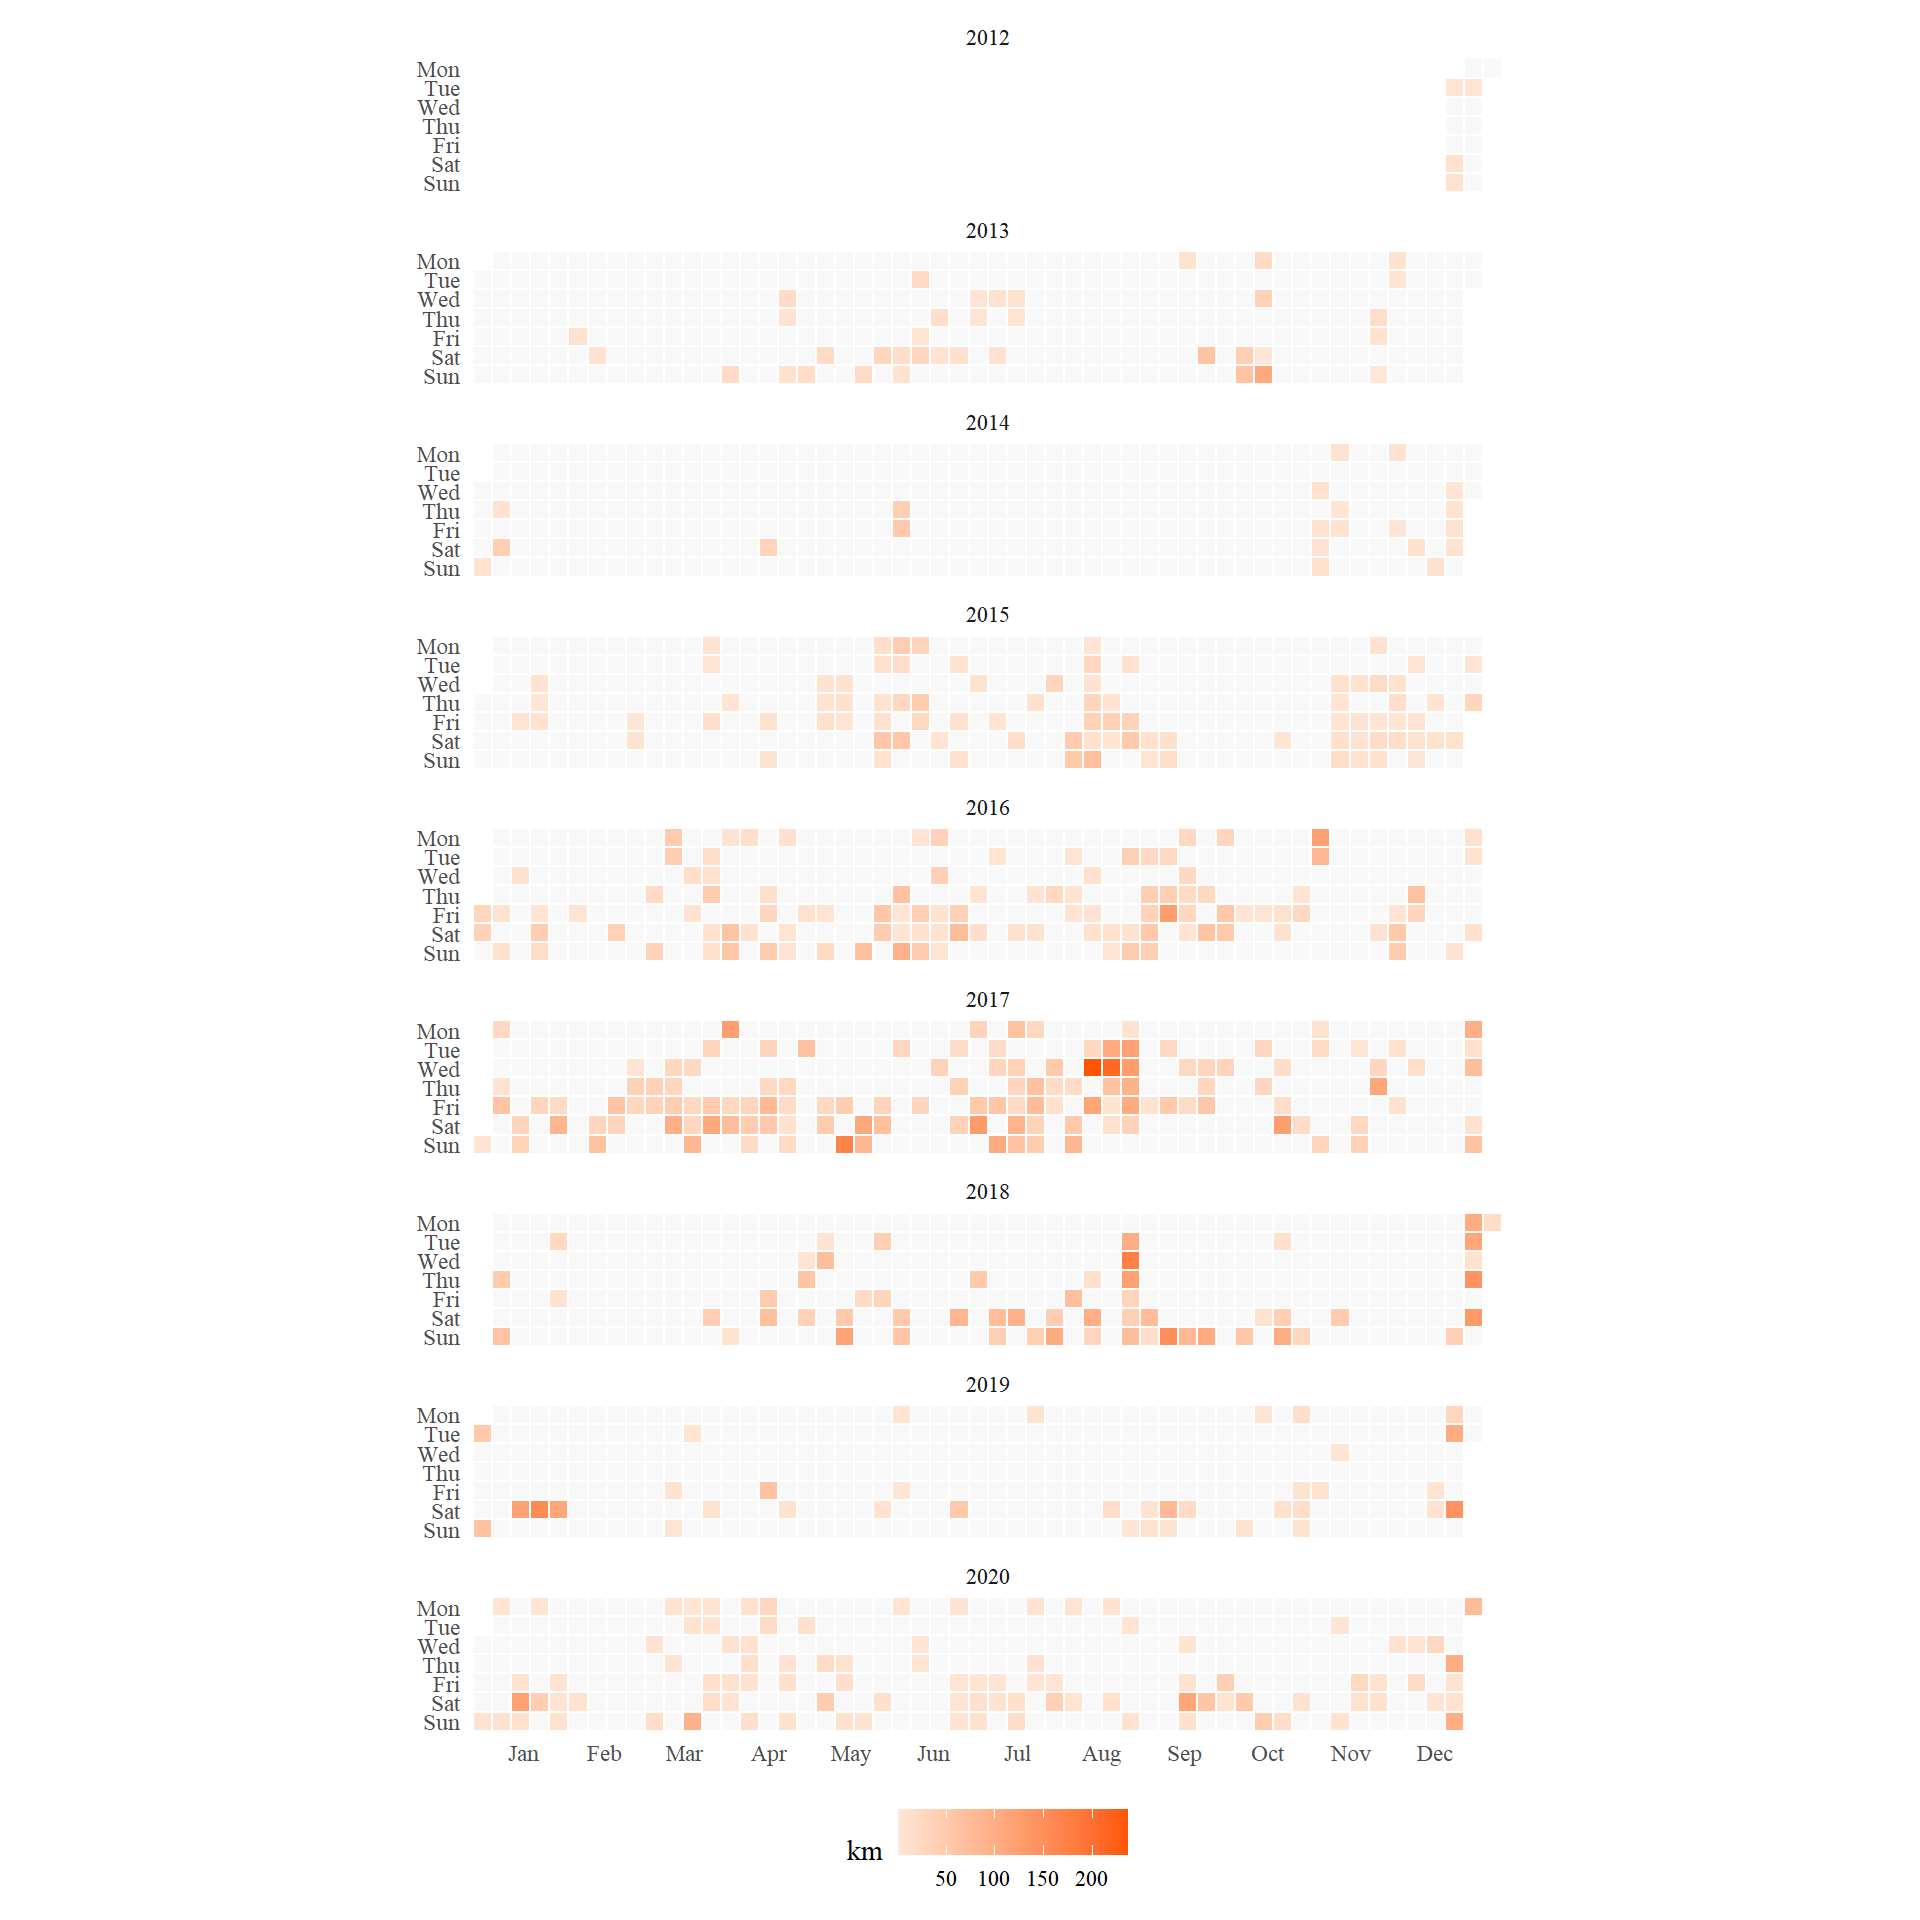 2012
Mon
Tue
Wed
Thu
Fri
Sat
Sun
2013
Mon
Tue
Wed
Thu
Fri
Sat
Sun
2014
Mon
Tue
Wed
Thu
Fri
Sat
Sun
2015
Mon
Tue
Wed
Thu
Fri
Sat
Sun
2016
Mon
Tue
Wed
Thu
Fri
Sat
Sun
2017
Mon
Tue
Wed
Thu
Fri
Sat
Sun
2018
Mon
Tue
Wed
Thu
Fri
Sat
Sun
2019
Mon
Tue
Wed
Thu
Fri
Sat
Sun
2020
Mon
Tue
Wed
Thu
Fri
Sat
Sun
Jan Feb Mar Apr May Jun Jul Aug Sep Oct Nov Dec
km
50 100 150 200